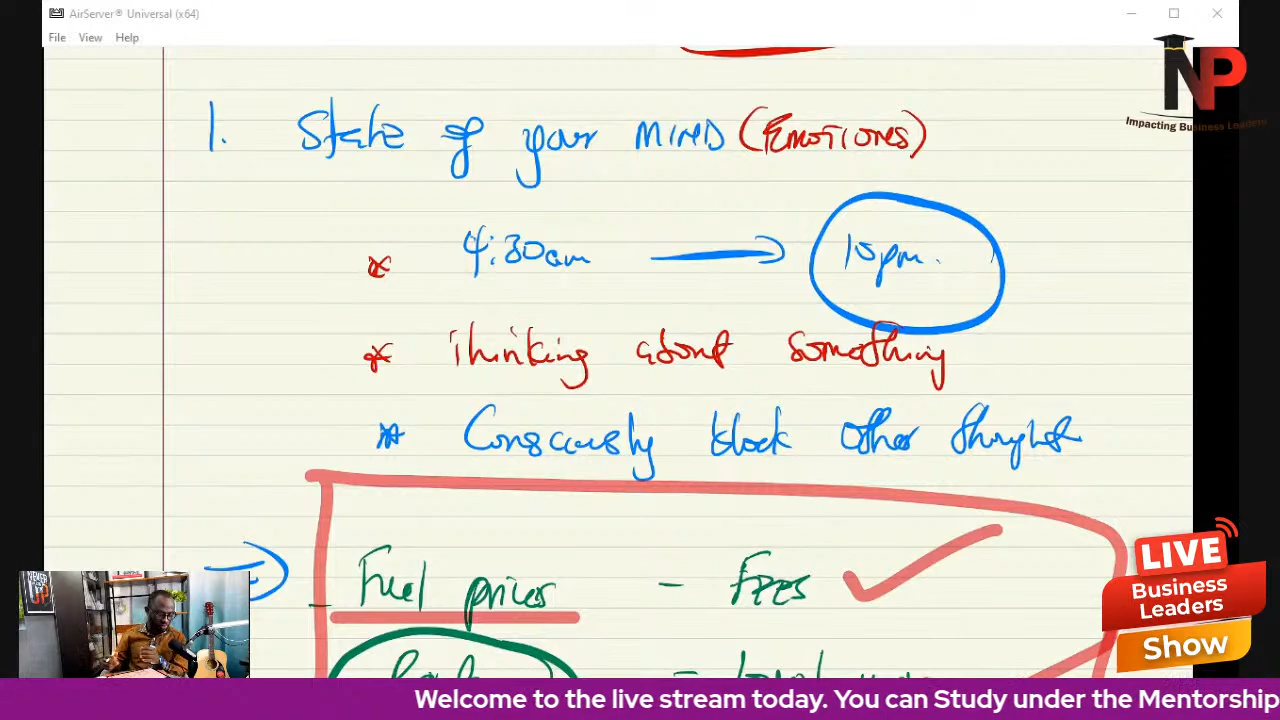 AirServer® Universal (x64)
File View Help
NP
Impacting Business Leaders
1. State of your MIND (EMOTIONES)
* 4:30am → 10pm.
* Thinking about something
* Consciously block other thoughts
Fuel prices - FEES
LIVE
Business
Leaders
Show
Welcome to the live stream today. You can Study under the Mentorship